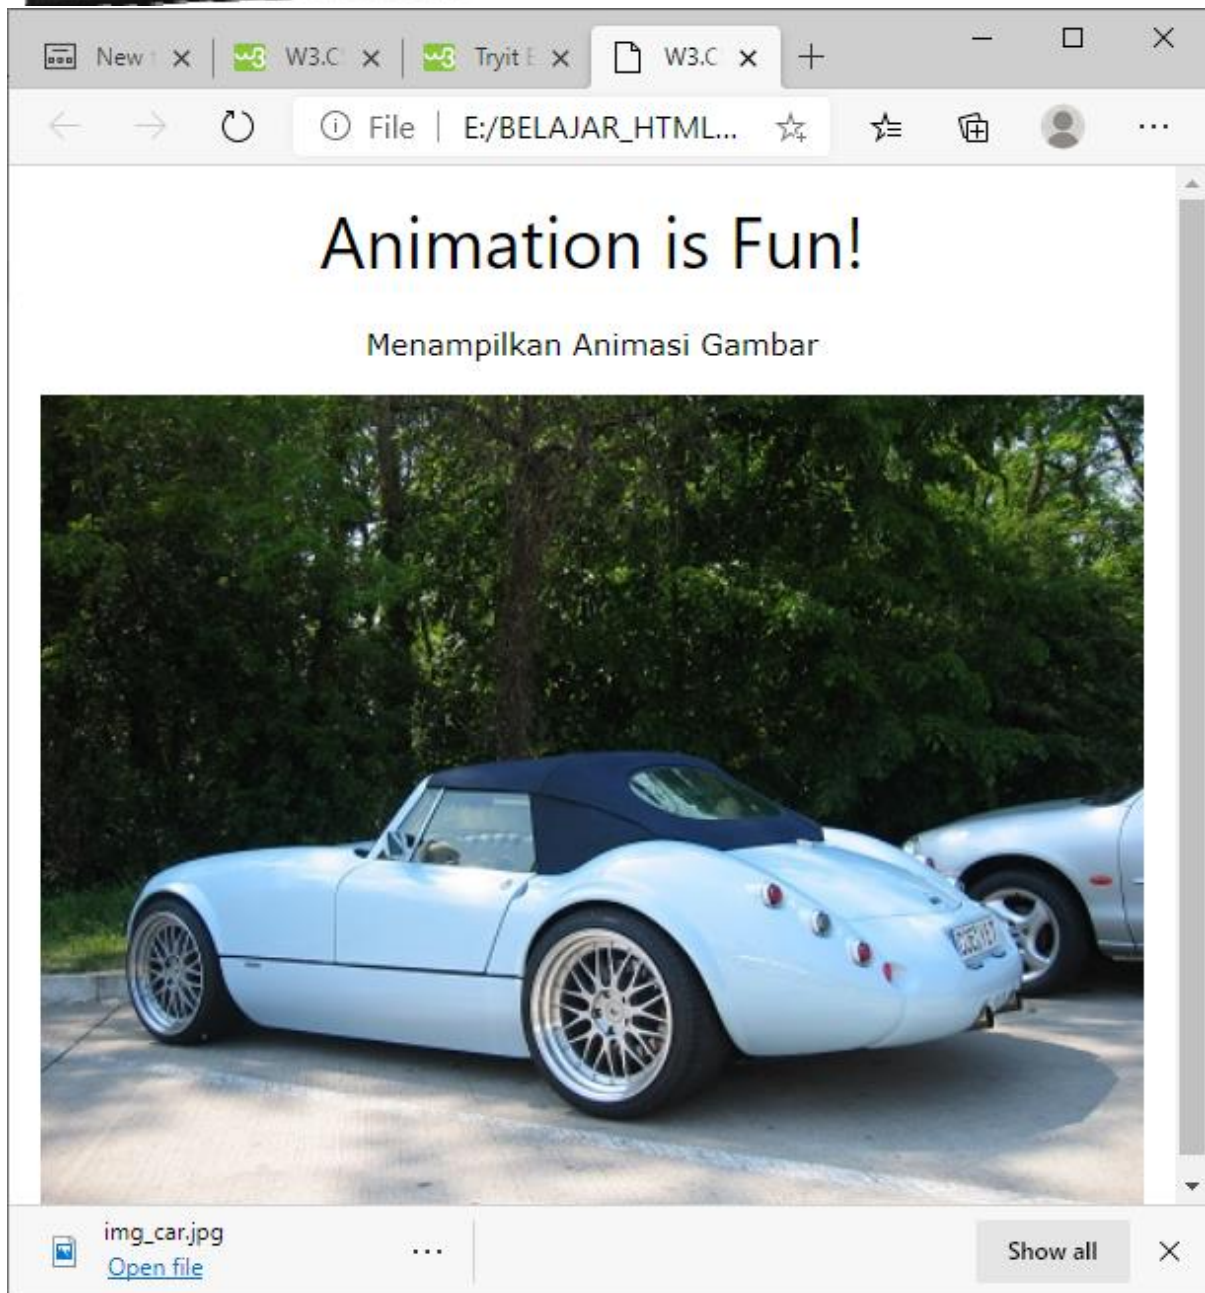 New
W3.C
Tryit E
W3.C
File
E:/BELAJAR_HTML...
Animation is Fun!
Menampilkan Animasi Gambar
img_car.jpg
Open file
Show all